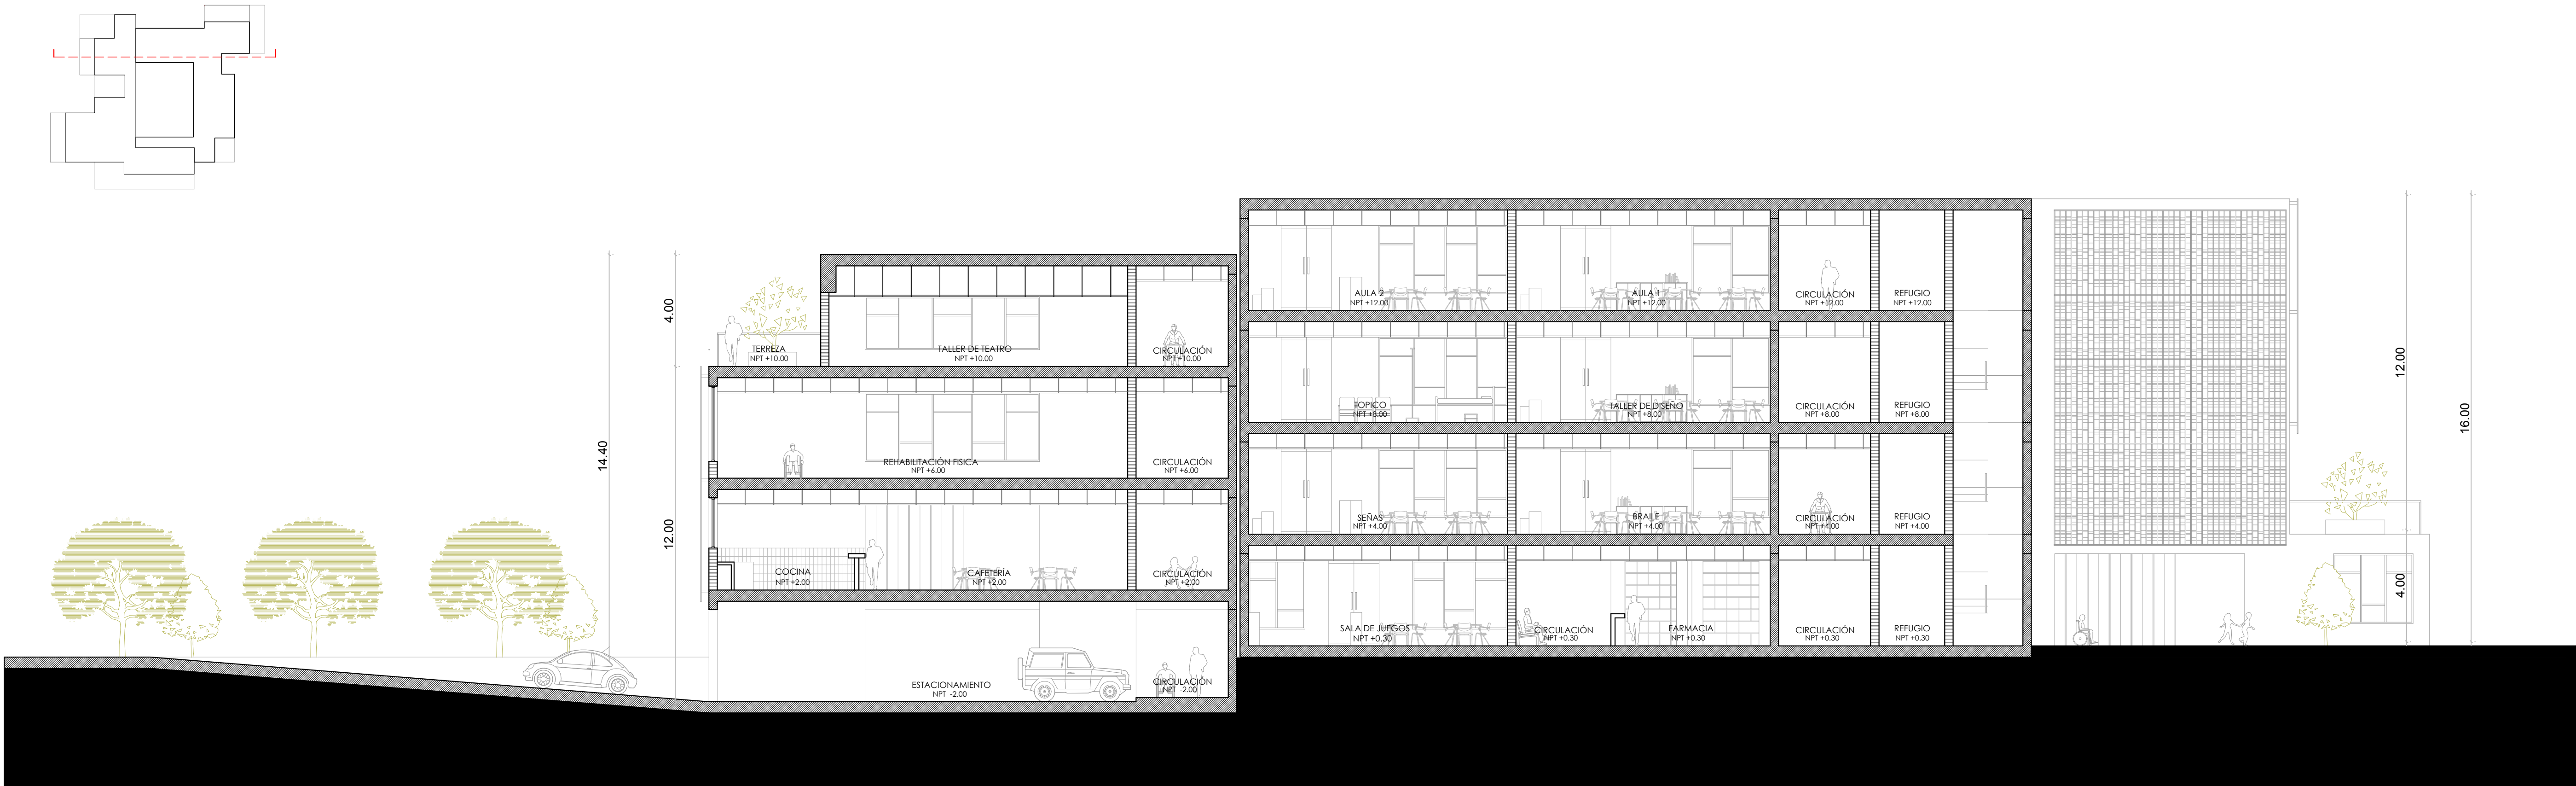 AULA 2
NPT +12.00
AULA 1
NPT +12.00
CIRCULACIÓN
NPT +12.00
REFUGIO
NPT +12.00
4.00
TERREZA
NPT +10.00
TALLER DE TEATRO
NPT +10.00
CIRCULACIÓN
NPT +10.00
12.00
TOPICO
NPT +8.00
TALLER DE DISEÑO
NPT +8.00
CIRCULACIÓN
NPT +8.00
REFUGIO
NPT +8.00
16.00
14.40
REHABILITACIÓN FISICA
NPT +6.00
CIRCULACIÓN
NPT +6.00
12.00
SEÑAS
NPT +4.00
BRAILE
NPT +4.00
CIRCULACIÓN
NPT +4.00
REFUGIO
NPT +4.00
COCINA
NPT +2.00
CAFETERÍA
NPT +2.00
CIRCULACIÓN
NPT +2.00
4.00
SALA DE JUEGOS
NPT +0.30
CIRCULACIÓN
NPT +0.30
FARMACIA
NPT +0.30
CIRCULACIÓN
NPT +0.30
REFUGIO
NPT +0.30
ESTACIONAMIENTO
NPT -2.00
CIRCULACIÓN
NPT -2.00